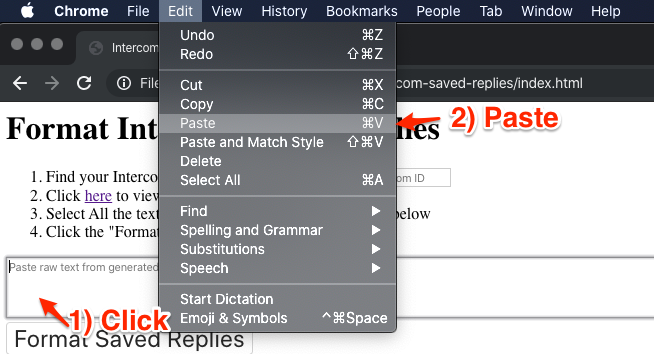 Chrome File Edit View History Bookmarks People Tab Window Help
Intercom
File com-saved-replies/index.html
Undo ⌘Z
Redo ⇧⌘Z
Cut ⌘X
Copy ⌘C
Paste ⌘V
Paste and Match Style ⇧⌘V
Delete
Select All ⌘A
Find
Spelling and Grammar
Substitutions
Speech
Start Dictation
Emoji & Symbols ^⌘Space
2) Paste
Format Int lies
1. Find your Interco om ID
2. Click here to view
3. Select All the text below
4. Click the "Format
Paste raw text from generated
1) Click
Format Saved Replies